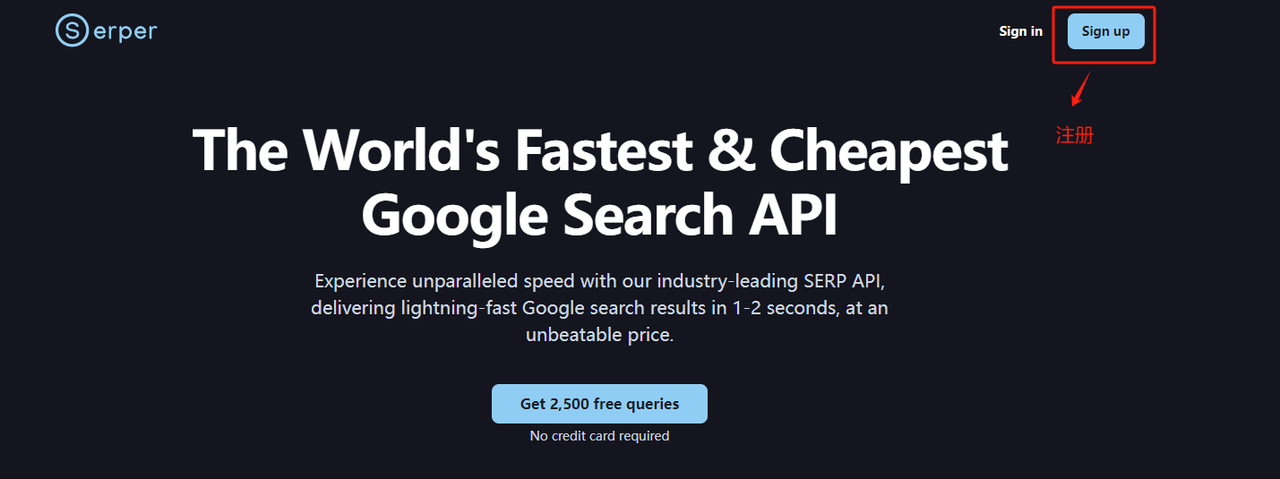 Serper
Sign in
Sign up
注册
The World's Fastest & Cheapest
Google Search API
Experience unparalleled speed with our industry-leading SERP API,
delivering lightning-fast Google search results in 1-2 seconds, at an
unbeatable price.
Get 2,500 free queries
No credit card required